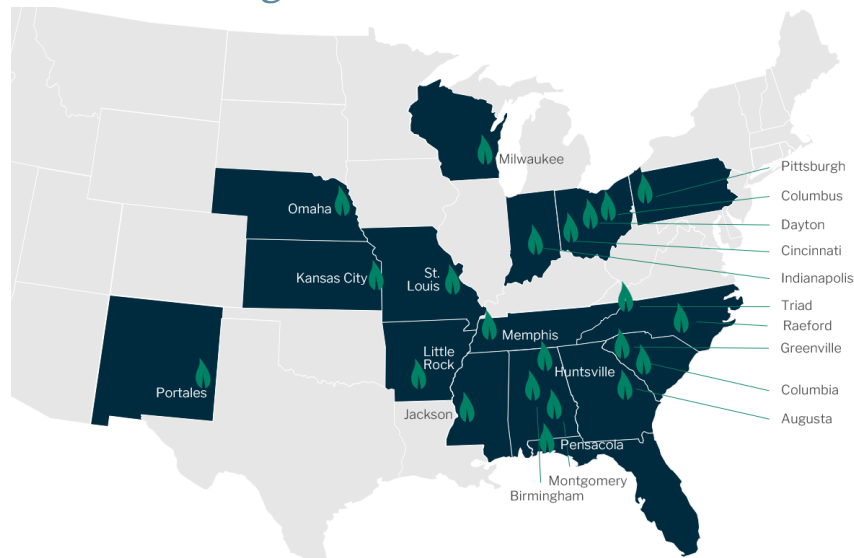 Milwaukee
Omaha
Kansas City
St.
Louis
Little
Rock
Portales
Jackson
Memphis
Huntsville
Pensacola
Montgomery
Birmingham
Pittsburgh
Columbus
Dayton
Cincinnati
Indianapolis
Triad
Raeford
Greenville
Columbia
Augusta